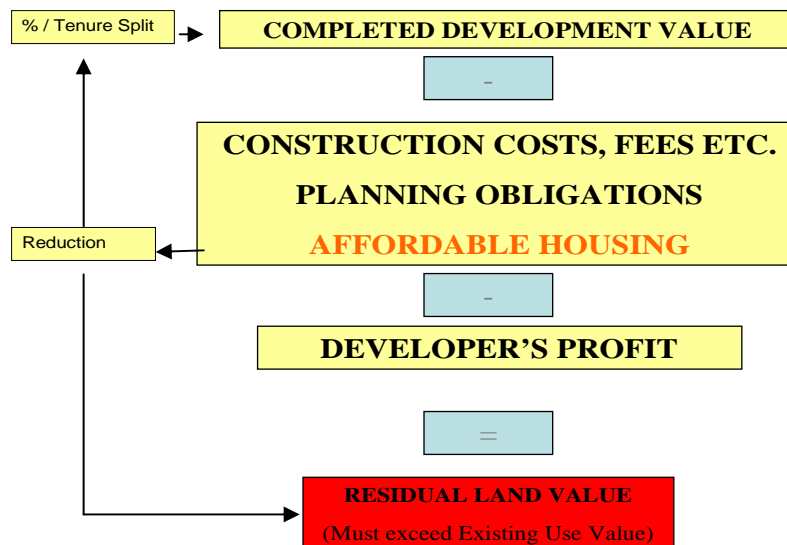 % / Tenure Split
COMPLETED DEVELOPMENT VALUE
-
CONSTRUCTION COSTS, FEES ETC.
PLANNING OBLIGATIONS
Reduction
AFFORDABLE HOUSING
-
DEVELOPER’S PROFIT
=
RESIDUAL LAND VALUE
(Must exceed Existing Use Value)